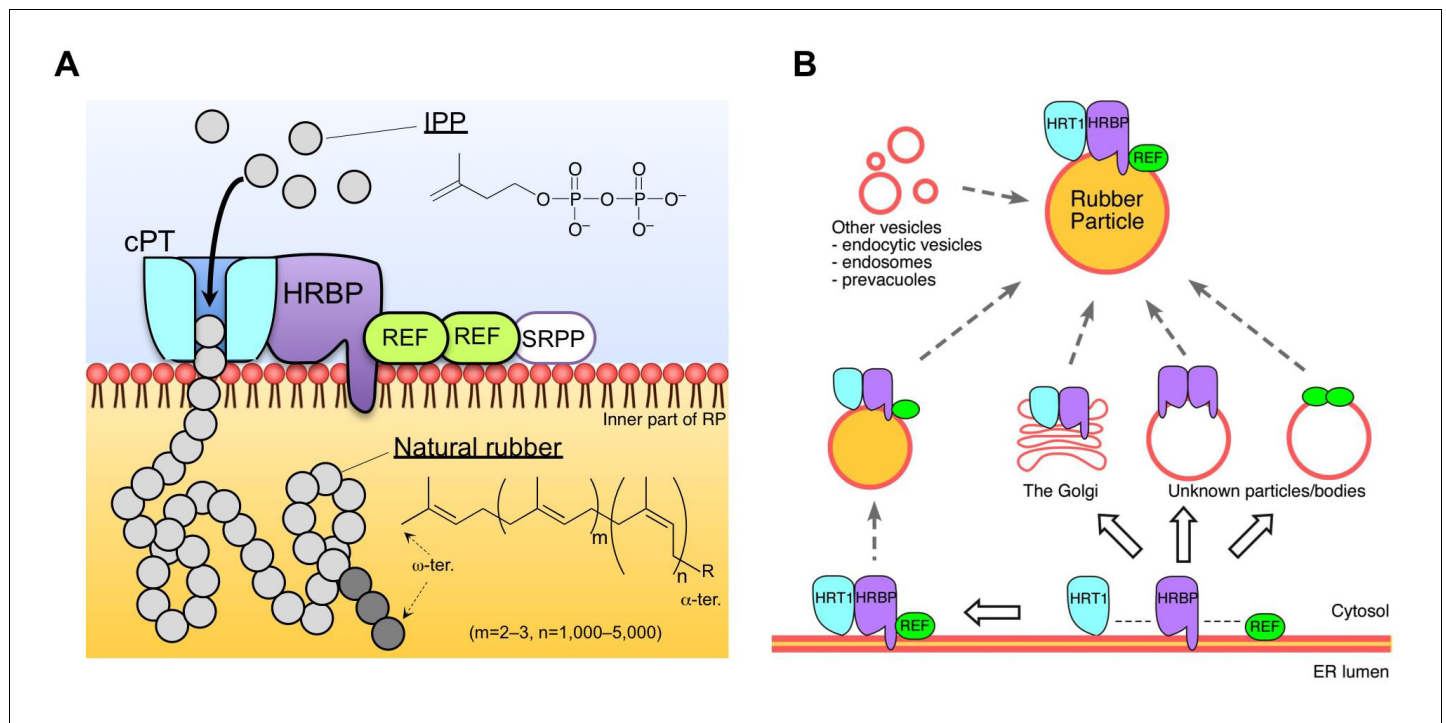 A
IPP
O
O
O
P
O
P
O−
O−
O−
cPT
HRBP
REF
REF
SRPP
Inner part of RP
Natural rubber
m
n
R
ω-ter.
α-ter.
(m=2–3, n=1,000–5,000)
B
HRT1
HRBP
REF
Rubber
Particle
Other vesicles
- endocytic vesicles
- endosomes
- prevacuoles
The Golgi
Unknown particles/bodies
HRT1
HRBP
REF
HRT1
HRBP
REF
Cytosol
ER lumen